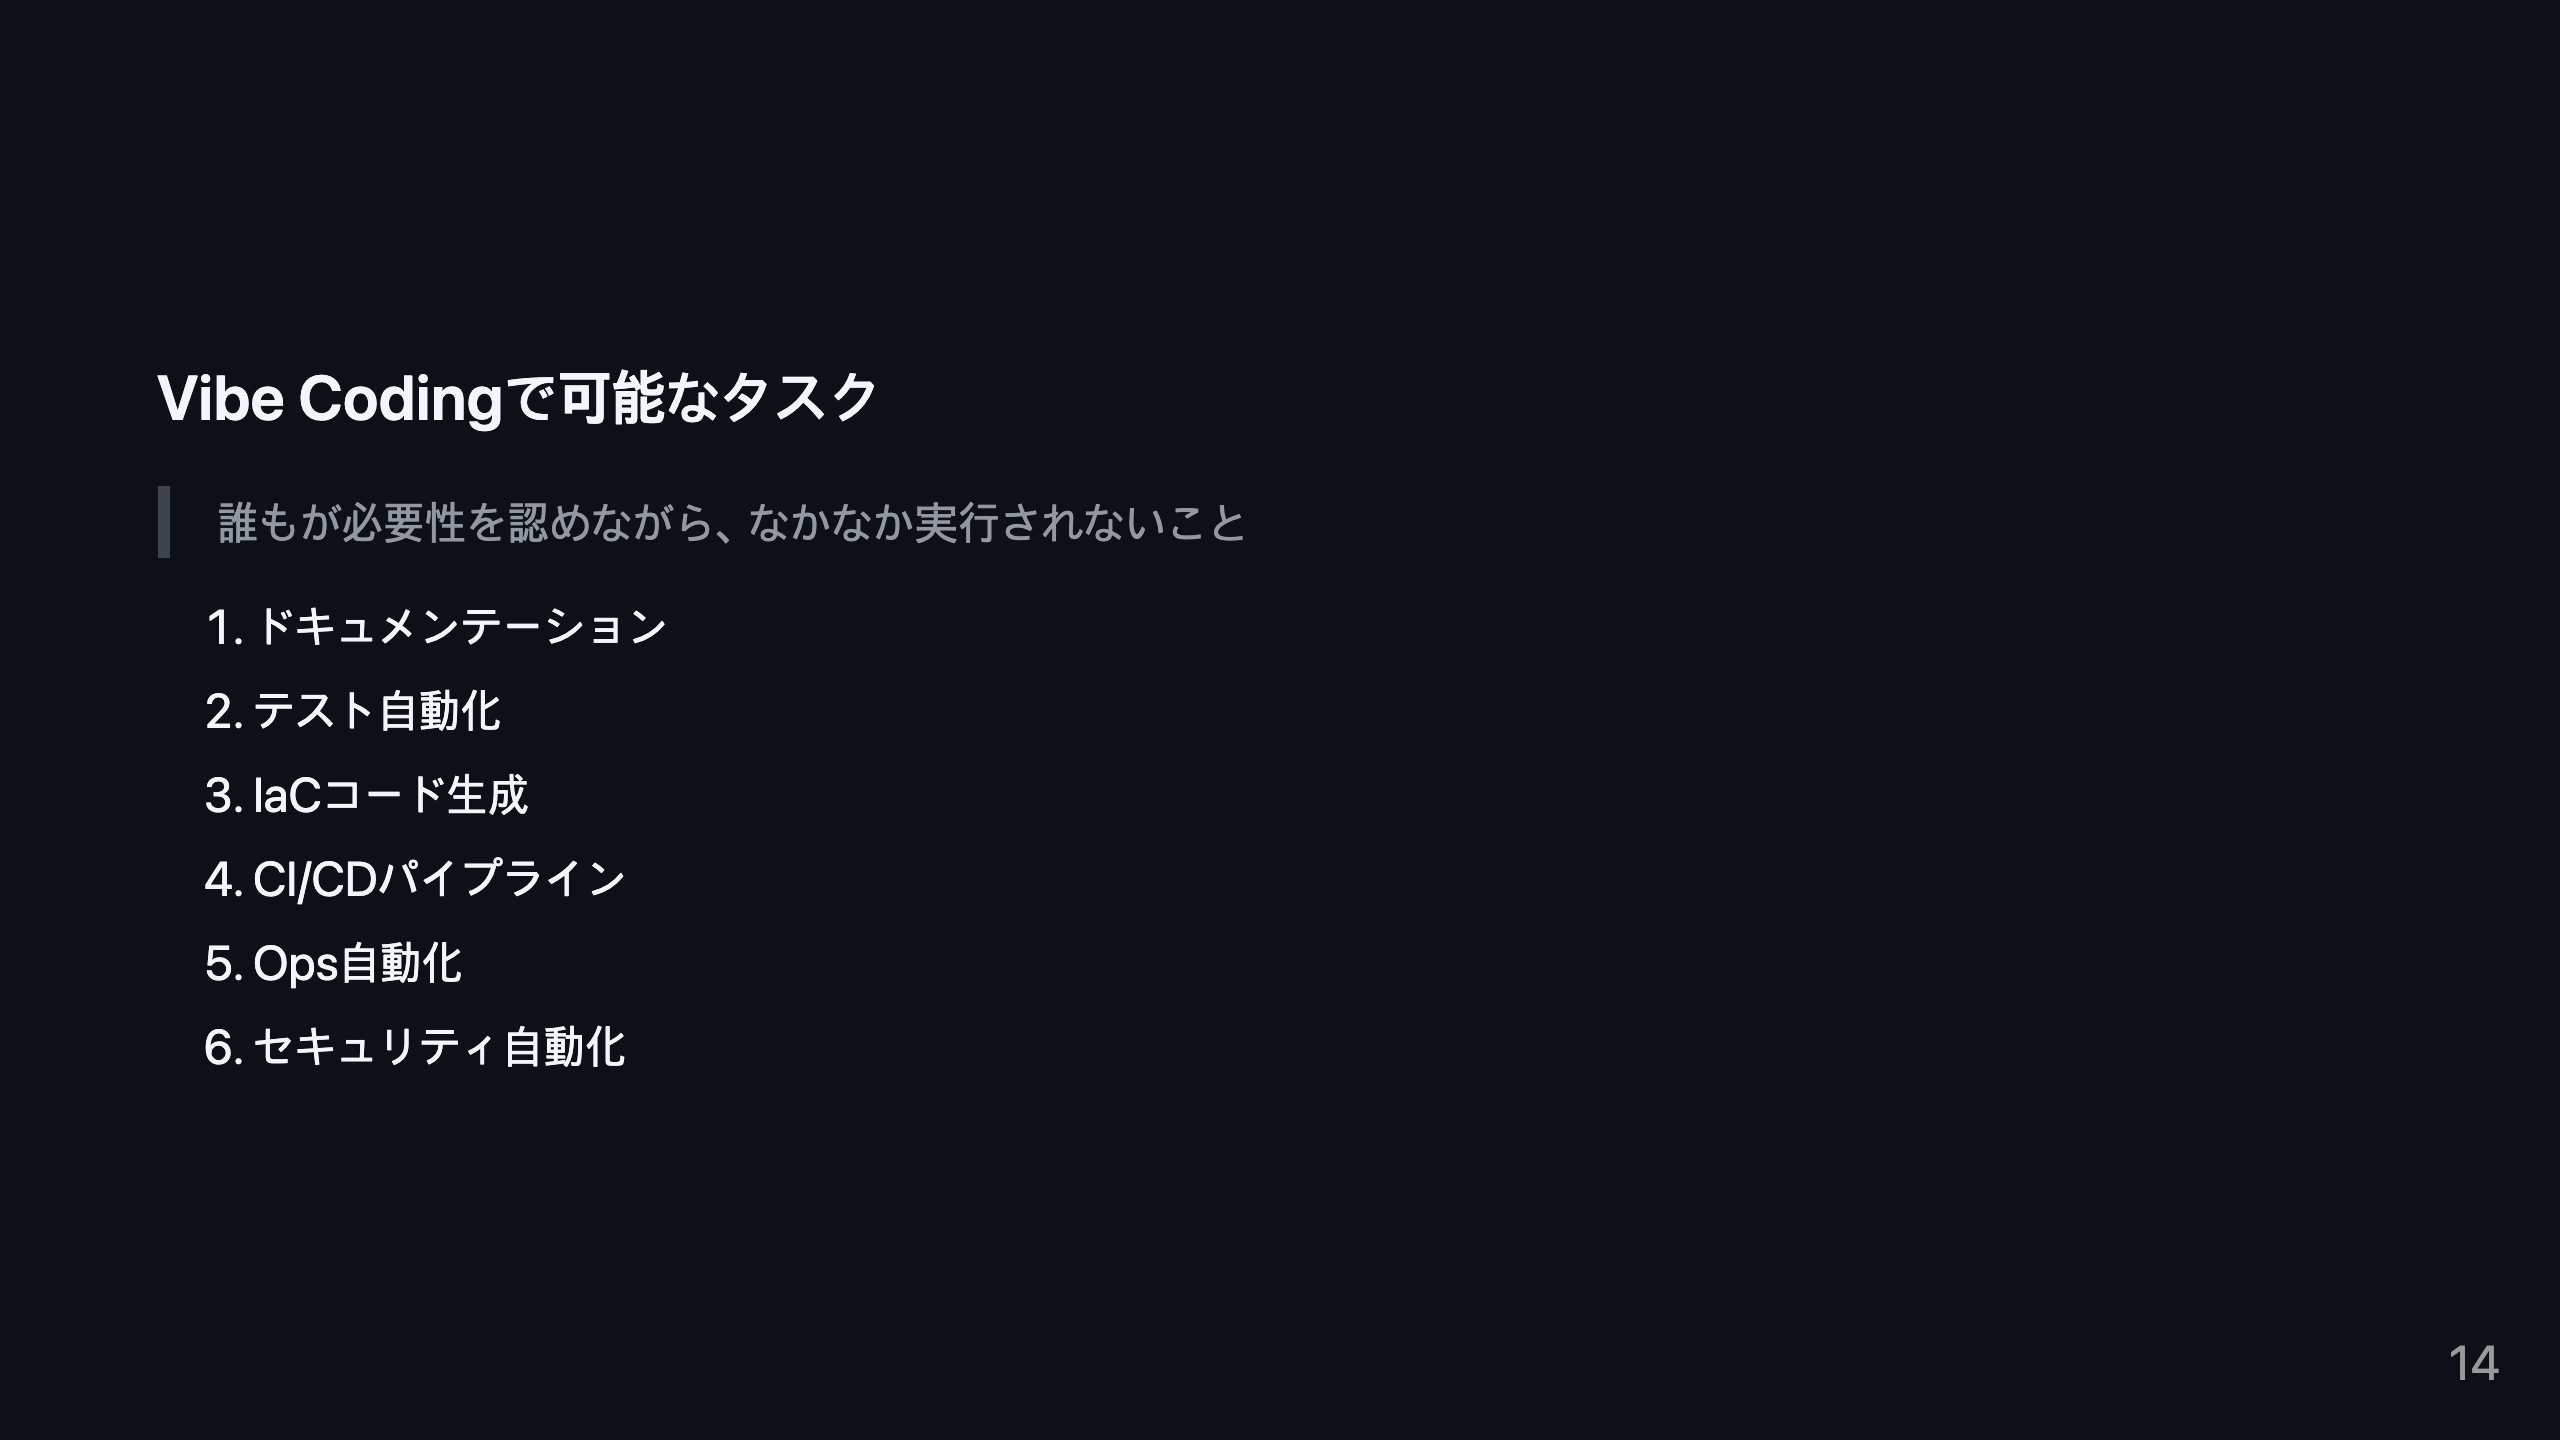 Vibe Codingで可能なタスク
誰もが必要性を認めながら、なかなか実行されないこと
1. ドキュメンテーション
2. テスト自動化
3. IaCコード生成
4. CI/CDパイプライン
5. Ops自動化
6. セキュリティ自動化
14